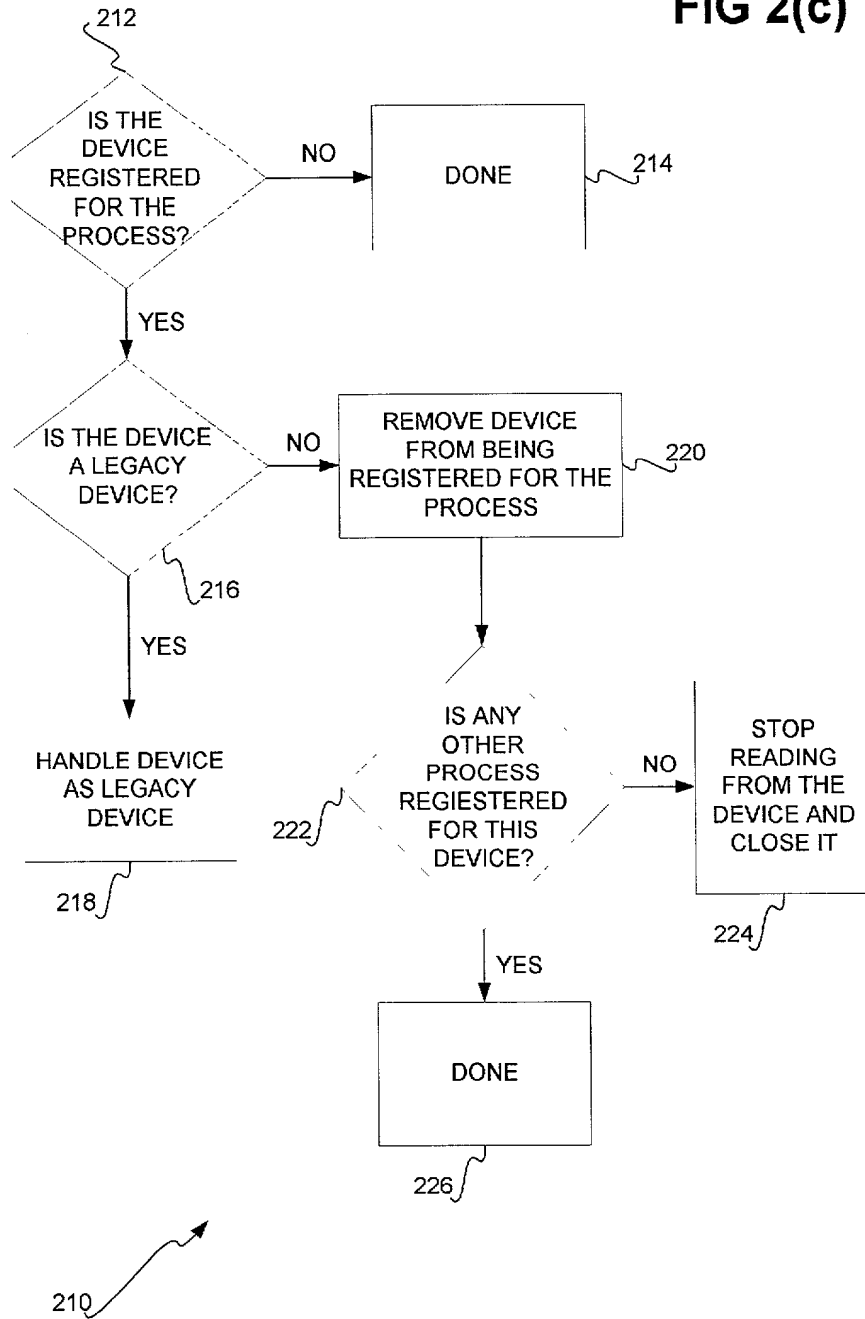 FIG 2(c)
212
IS THE
DEVICE
REGISTERED
FOR THE
PROCESS?
NO
DONE
214
YES
IS THE DEVICE
A LEGACY
DEVICE?
NO
REMOVE DEVICE
FROM BEING
REGISTERED FOR THE
PROCESS
220
216
YES
HANDLE DEVICE
AS LEGACY
DEVICE
218
IS ANY
OTHER
PROCESS
REGIESTERED
FOR THIS
DEVICE?
222
NO
STOP
READING
FROM THE
DEVICE AND
CLOSE IT
224
YES
DONE
226
210